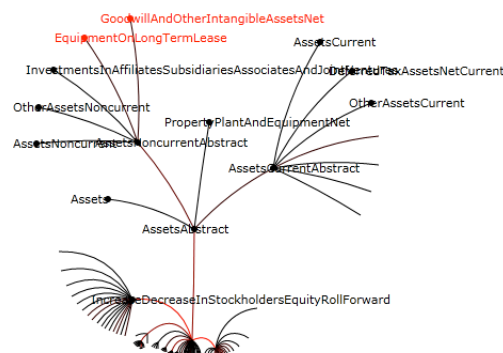 GoodwillAndOtherIntangibleAssetsNet
EquipmentOnLongTermLease
AssetsCurrent
InvestmentsInAffiliatesSubsidiariesAssociatesAndJointVentures
DeferredTaxAssetsNetCurrent
OtherAssetsNoncurrent
OtherAssetsCurrent
PropertyPlantAndEquipmentNet
AssetsNoncurrent
AssetsNoncurrentAbstract
AssetsCurrentAbstract
Assets
AssetsAbstract
IncreaseDecreaseInStockholdersEquityRollForward